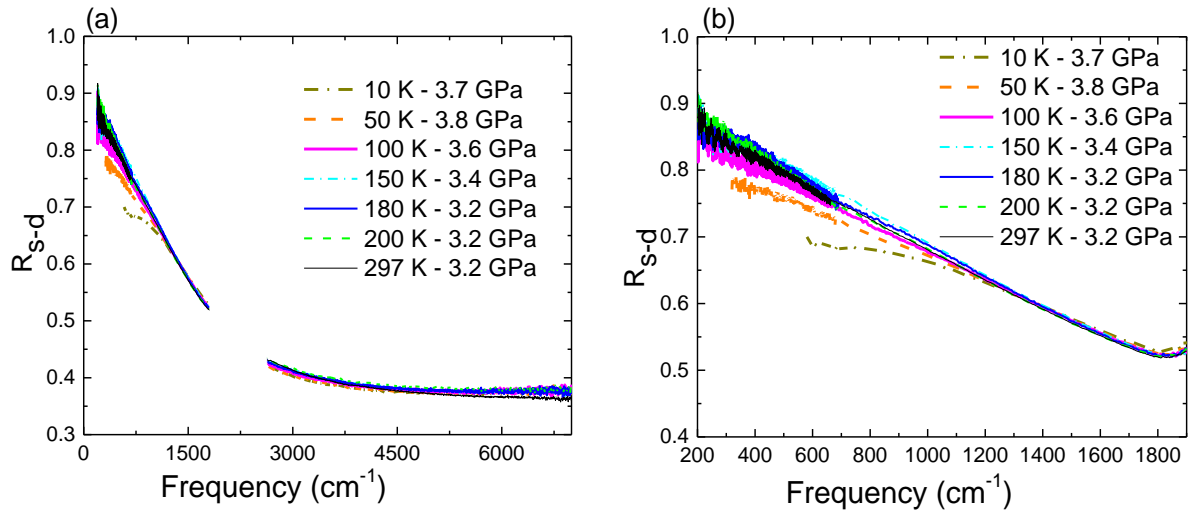 (a)
1.0
0.9
0.8
0.7
0.6
0.5
0.4
0.3
R_{s-d}
0 1500 3000 4500 6000
Frequency (cm^{-1})
10 K - 3.7 GPa
50 K - 3.8 GPa
100 K - 3.6 GPa
150 K - 3.4 GPa
180 K - 3.2 GPa
200 K - 3.2 GPa
297 K - 3.2 GPa
(b)
1.0
0.9
0.8
0.7
0.6
0.5
0.4
R_{s-d}
200 400 600 800 1000 1200 1400 1600 1800
Frequency (cm^{-1})
10 K - 3.7 GPa
50 K - 3.8 GPa
100 K - 3.6 GPa
150 K - 3.4 GPa
180 K - 3.2 GPa
200 K - 3.2 GPa
297 K - 3.2 GPa